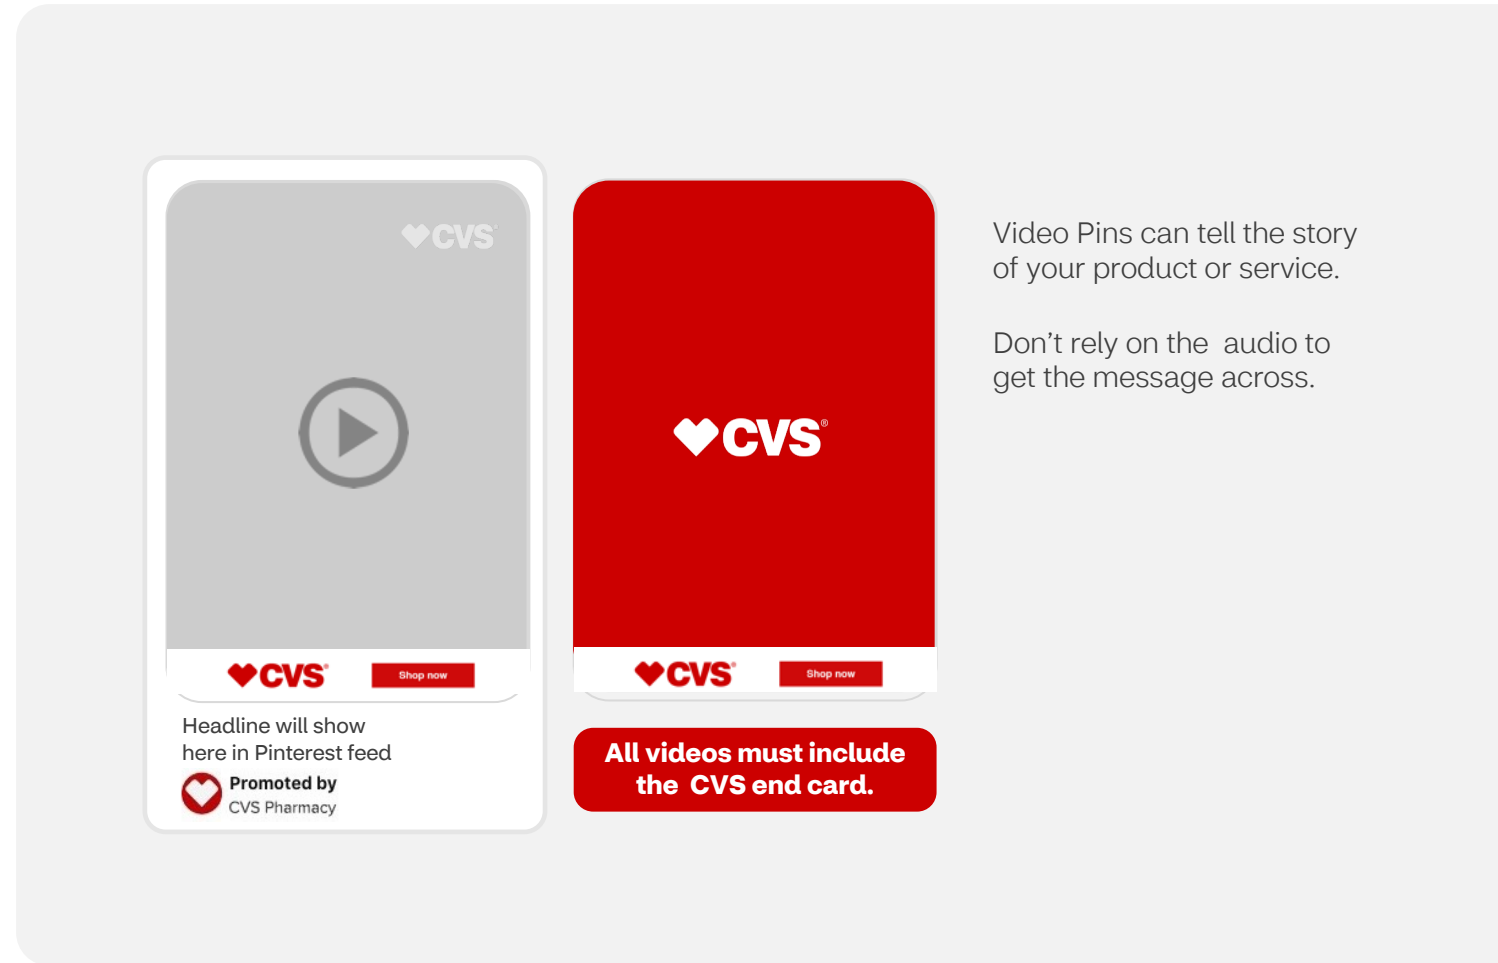 CVS
CVS®
Shop now
Headline will show
here in Pinterest feed
Promoted by
CVS Pharmacy
CVS®
CVS®
Shop now
All videos must include
the CVS end card.
Video Pins can tell the story
of your product or service.
Don’t rely on the audio to
get the message across.